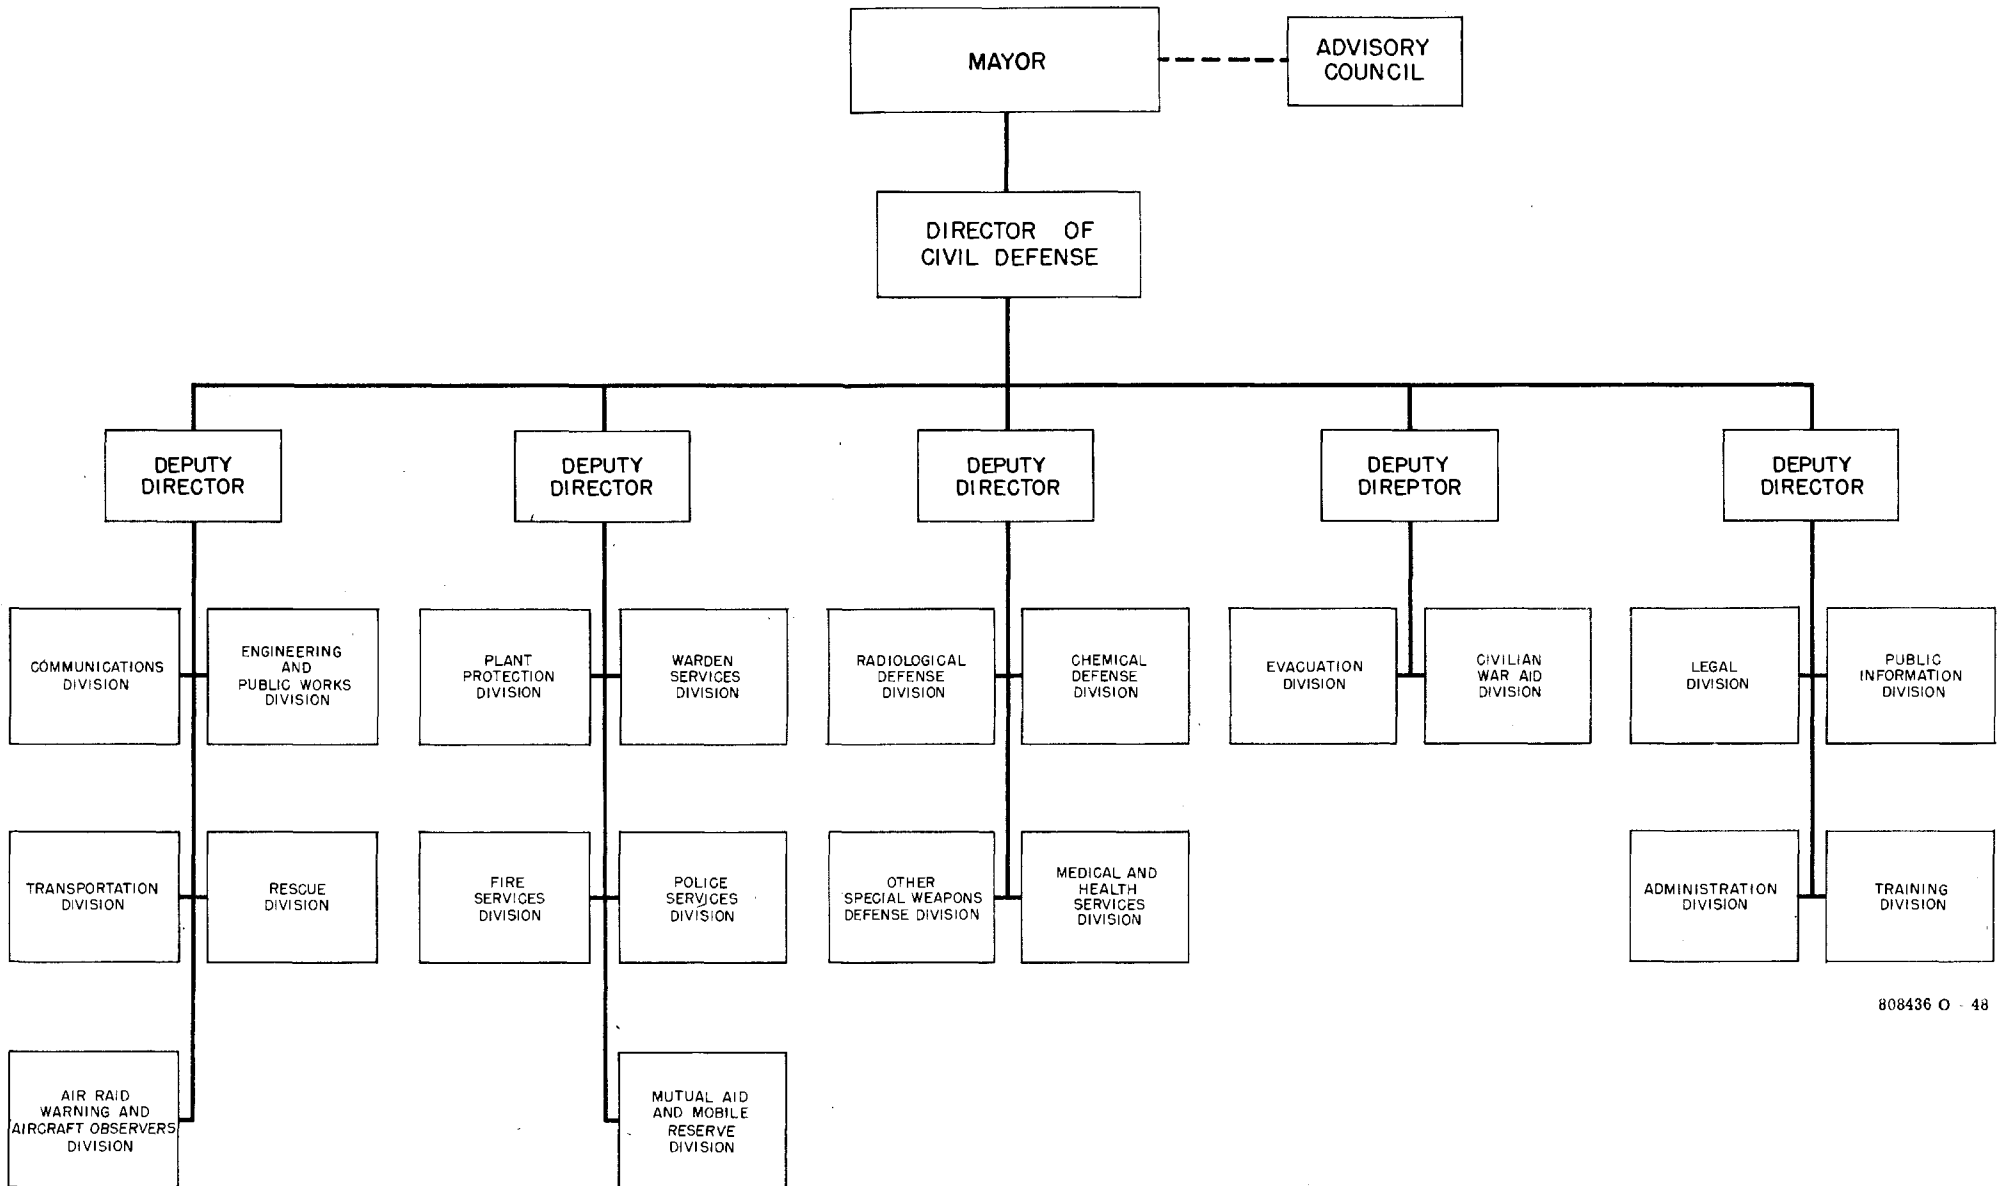 MAYOR
ADVISORY
COUNCIL
DIRECTOR OF
CIVIL DEFENSE
DEPUTY
DIRECTOR
DEPUTY
DIRECTOR
DEPUTY
DIRECTOR
DEPUTY
DIREPTOR
DEPUTY
DIRECTOR
COMMUNICATIONS
DIVISION
ENGINEERING
AND
PUBLIC WORKS
DIVISION
PLANT
PROTECTION
DIVISION
WARDEN
SERVICES
DIVISION
RADIOLOGICAL
DEFENSE
DIVISION
CHEMICAL
DEFENSE
DIVISION
EVACUATION
DIVISION
CIVILIAN
WAR AID
DIVISION
LEGAL
DIVISION
PUBLIC
INFORMATION
DIVISION
TRANSPORTATION
DIVISION
RESCUE
DIVISION
FIRE
SERVICES
DIVISION
POLICE
SERVICES
DIVISION
OTHER
SPECIAL WEAPONS
DEFENSE DIVISION
MEDICAL AND
HEALTH
SERVICES
DIVISION
ADMINISTRATION
DIVISION
TRAINING
DIVISION
808436 O - 48
AIR RAID
WARNING AND
AIRCRAFT OBSERVERS
DIVISION
MUTUAL AID
AND MOBILE
RESERVE
DIVISION